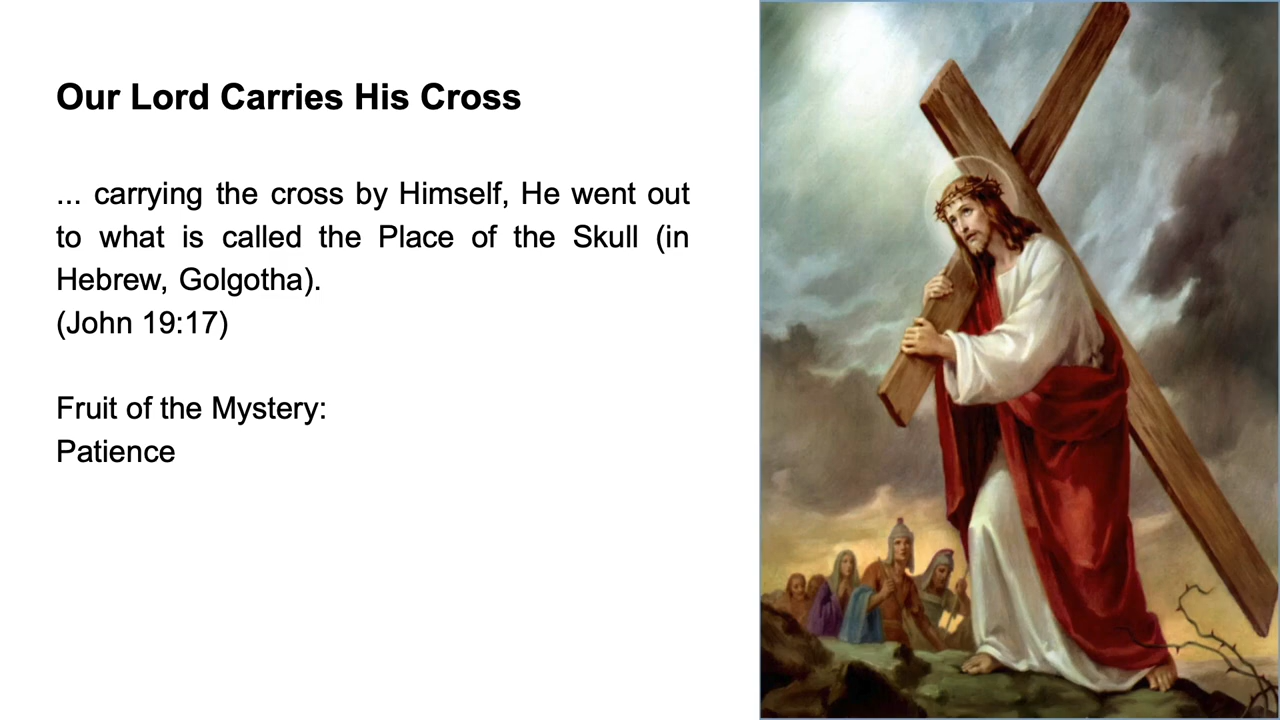 Our Lord Carries His Cross
... carrying the cross by Himself, He went out
to what is called the Place of the Skull (in
Hebrew, Golgotha).
(John 19:17)
Fruit of the Mystery:
Patience